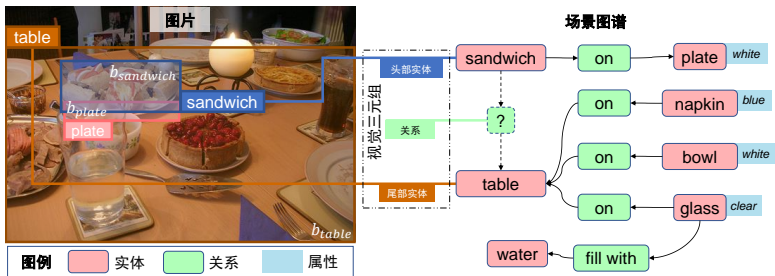 图片
table
b_sandwich
sandwich
b_plate
plate
b_table
图例
实体
关系
属性
视觉三元组
头部实体
关系
尾部实体
场景图谱
sandwich
on
plate
white
?
on
napkin
blue
on
bowl
white
table
on
glass
clear
water
fill with